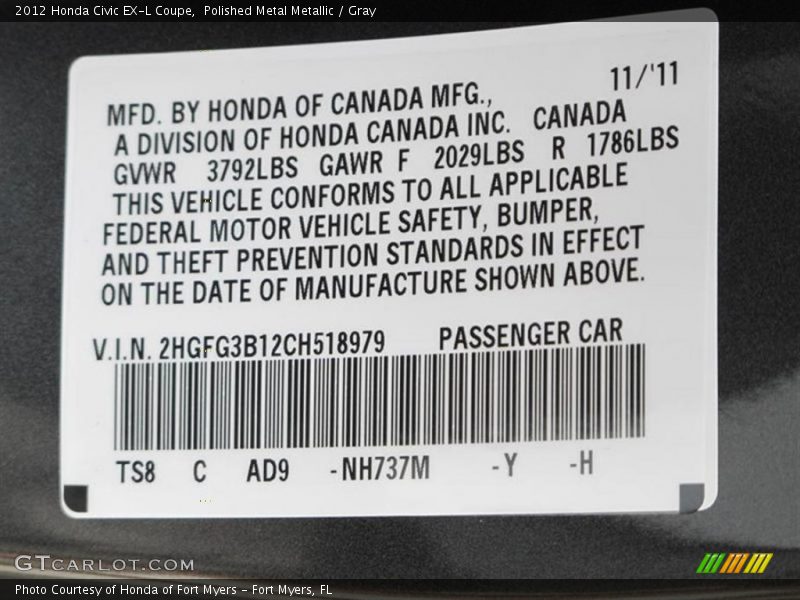 2012 Honda Civic EX-L Coupe,  Polished Metal Metallic / Gray
11/'11
MFD. BY HONDA OF CANADA MFG.,
A DIVISION OF HONDA CANADA INC. CANADA
GVWR 3792LBS GAWR F 2029LBS R 1786LBS
THIS VEHICLE CONFORMS TO ALL APPLICABLE
FEDERAL MOTOR VEHICLE SAFETY, BUMPER,
AND THEFT PREVENTION STANDARDS IN EFFECT
ON THE DATE OF MANUFACTURE SHOWN ABOVE.
V.I.N. 2HGFG3B12CH518979 PASSENGER CAR
TS8 C AD9 -NH737M -Y -H
GTCARLOT.COM
Photo Courtesy of Honda of Fort Myers - Fort Myers, FL